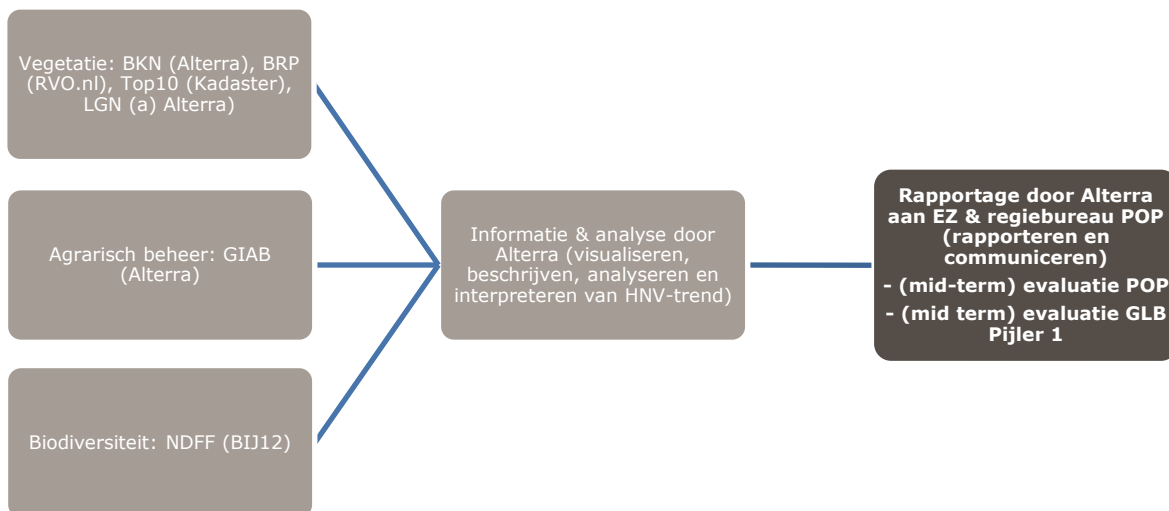 Vegetatie: BKN (Alterra), BRP
(RVO.nl), Top10 (Kadaster),
LGN (a) Alterra)
Agrarisch beheer: GIAB
(Alterra)
Biodiversiteit: NDFF (BIJ12)
Informatie & analyse door
Alterra (visualiseren,
beschrijven, analyseren en
interpreteren van HNV-trend)
Rapportage door Alterra
aan EZ & regiebureau POP
(rapporteren en
communiceren)
- (mid-term) evaluatie POP
- (mid term) evaluatie GLB
Pijler 1